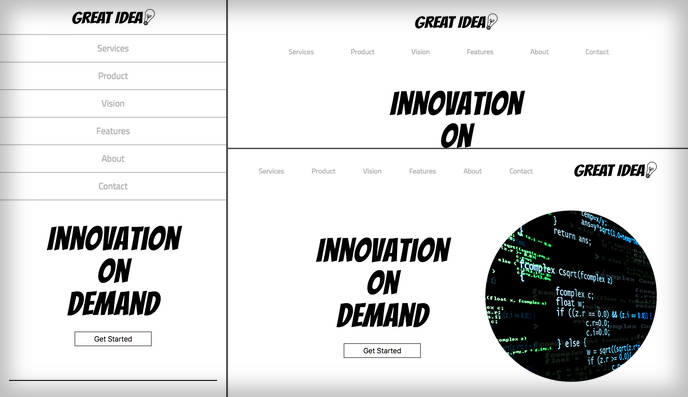 GREAT IDEA
Services
Product
Vision
Features
About
Contact
INNOVATION
ON
DEMAND
Get Started
GREAT IDEA
Services Product Vision Features About Contact
INNOVATION
ON
Services Product Vision Features About Contact GREAT IDEA
INNOVATION
ON
DEMAND
Get Started
temp=x/y;
}
return ans;
fcomplex Csqrt(fcomplex z)
{
fcomplex c;
float w;
if ((z.r == 0.0) && (z.i == 0.0))
c.r=0.0;
c.i=0.0;
} else {
w = sqrt((sqrt(
if (z.r >= 0.0)
c.r